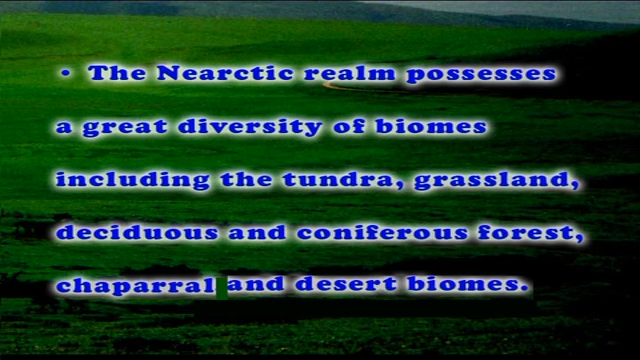 • The Nearctic realm possesses
a great diversity of biomes
including the tundra, grassland,
deciduous and coniferous forest,
chaparral and desert biomes.